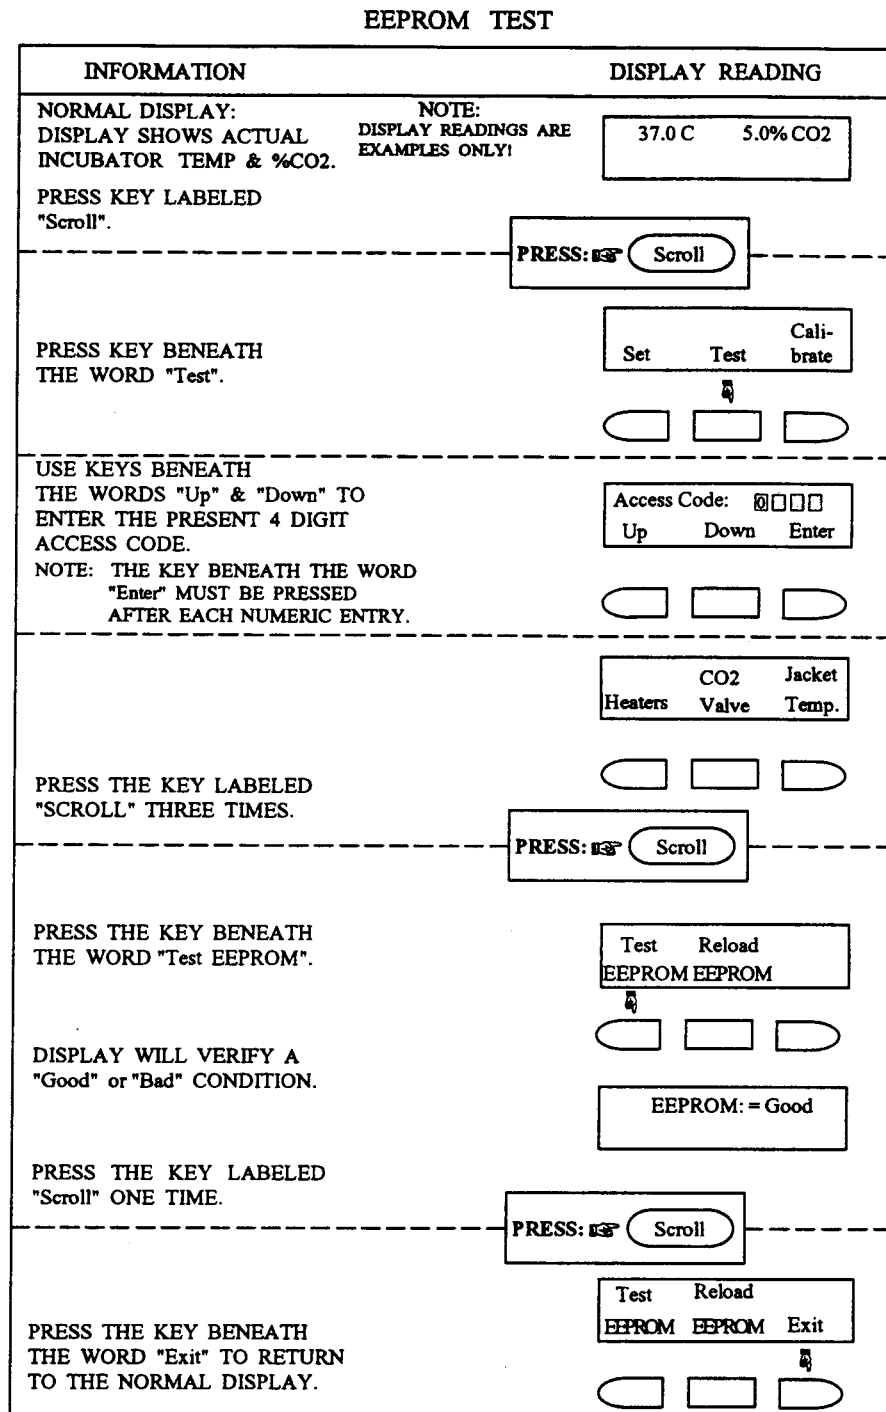 EEPROM TEST
INFORMATION
DISPLAY READING
NORMAL DISPLAY:
DISPLAY SHOWS ACTUAL
INCUBATOR TEMP & %CO2.
NOTE:
DISPLAY READINGS ARE
EXAMPLES ONLY!
37.0 C 5.0% CO2
PRESS KEY LABELED
"Scroll".
PRESS: Scroll
PRESS KEY BENEATH
THE WORD "Test".
Cali-
Set Test brate
USE KEYS BENEATH
THE WORDS "Up" & "Down" TO
ENTER THE PRESENT 4 DIGIT
ACCESS CODE.
NOTE: THE KEY BENEATH THE WORD
"Enter" MUST BE PRESSED
AFTER EACH NUMERIC ENTRY.
Access Code: 0
Up Down Enter
CO2 Jacket
Heaters Valve Temp.
PRESS THE KEY LABELED
"SCROLL" THREE TIMES.
PRESS: Scroll
PRESS THE KEY BENEATH
THE WORD "Test EEPROM".
Test Reload
EEPROM EEPROM
DISPLAY WILL VERIFY A
"Good" or "Bad" CONDITION.
EEPROM: = Good
PRESS THE KEY LABELED
"Scroll" ONE TIME.
PRESS: Scroll
Test Reload
EEPROM EEPROM Exit
PRESS THE KEY BENEATH
THE WORD "Exit" TO RETURN
TO THE NORMAL DISPLAY.